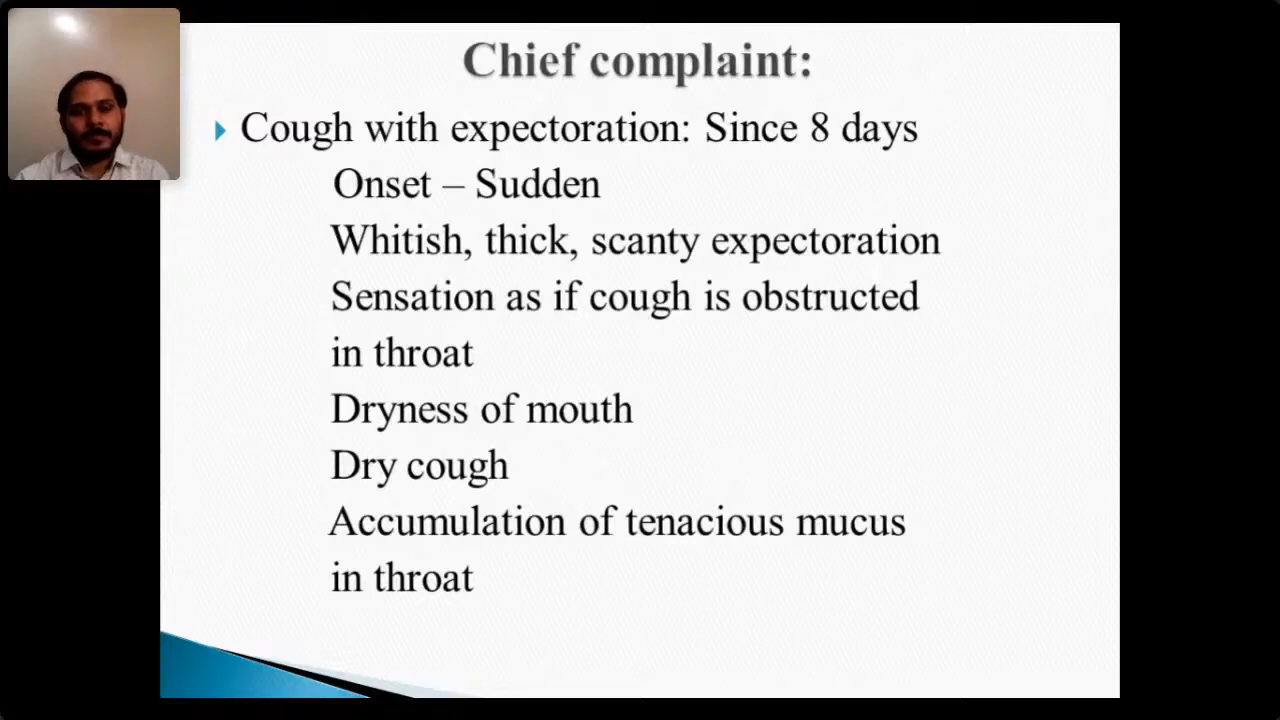 Chief complaint:
Cough with expectoration: Since 8 days
Onset – Sudden
Whitish, thick, scanty expectoration
Sensation as if cough is obstructed
in throat
Dryness of mouth
Dry cough
Accumulation of tenacious mucus
in throat